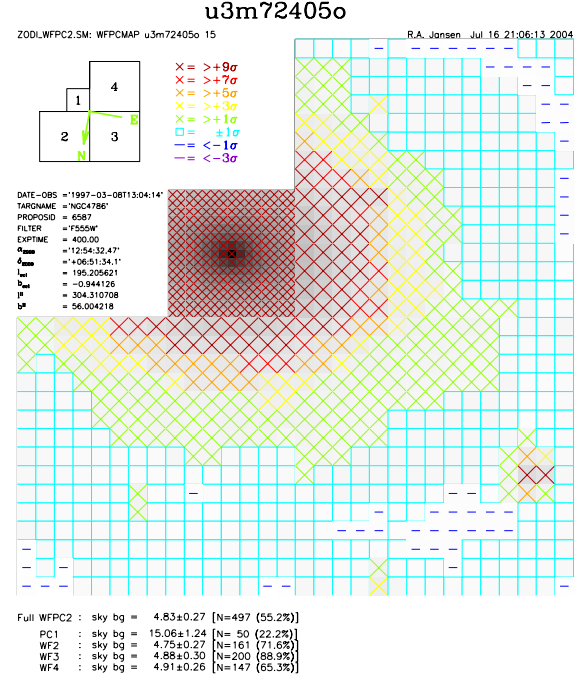 u3m72405o
ZODI_WFPC2.SM: WFPCMAP u3m72405o 15 R.A. Jansen Jul 16 21:06:13 2004
4
1
E
2
3
N
= >+9σ
= >+7σ
= >+5σ
= >+3σ
= >+1σ
= ±1σ
= <-1σ
= <-3σ
DATE-OBS ='1997-03-08T13:04:14'
TARGNAME ='NGC4786'
PROPOSID = 6587
FILTER ='F555W'
EXPTIME = 400.00
α2000 ='12:54:32.47'
δ2000 ='+06:51:34.1'
l_ecl = 195.205621
b_ecl = -0.944126
l^II = 304.310708
b^II = 56.004218
Full WFPC2 : sky bg = 4.83±0.27 [N=497 (55.2%)]
PC1 : sky bg = 15.06±1.24 [N= 50 (22.2%)]
WF2 : sky bg = 4.75±0.27 [N=161 (71.6%)]
WF3 : sky bg = 4.88±0.30 [N=200 (88.9%)]
WF4 : sky bg = 4.91±0.26 [N=147 (65.3%)]